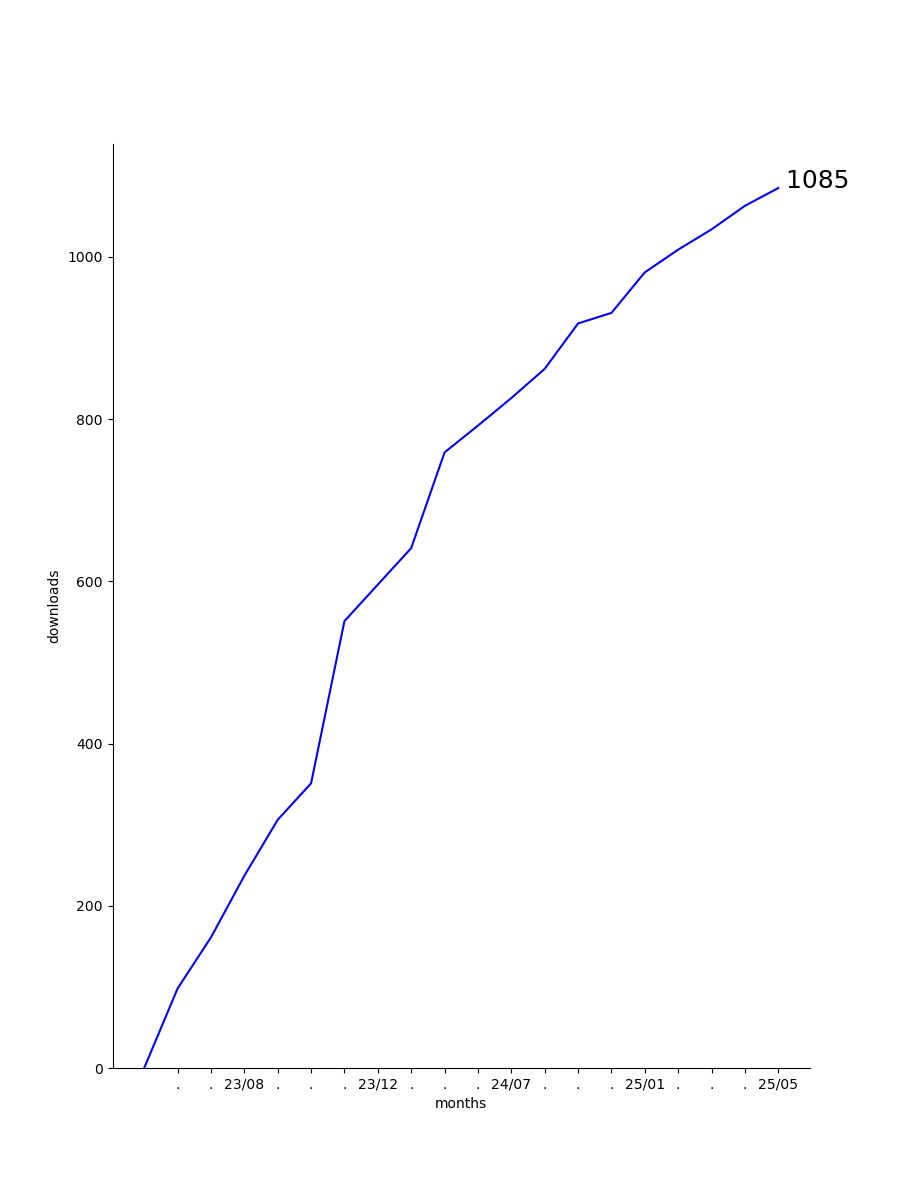 1085
1000
800
600
400
200
0
downloads
. . 23/08 . . . 23/12 . . . 24/07 . . . 25/01 . . . 25/05
months